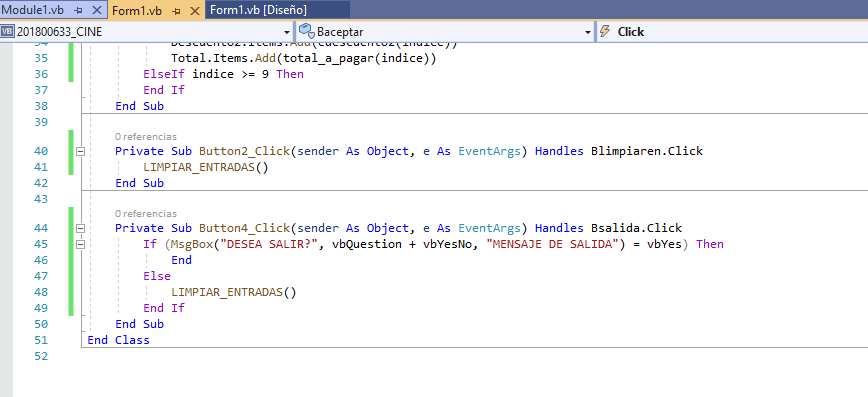 Module1.vb Form1.vb Form1.vb [Diseño]
VB 201800633_CINE Baceptar Click
34 Descuento2.Items.Add(edescuento2(indice))
35 Total.Items.Add(total_a_pagar(indice))
36 ElseIf indice >= 9 Then
37 End If
38 End Sub
39
0 referencias
40 Private Sub Button2_Click(sender As Object, e As EventArgs) Handles Blimpiaren.Click
41 LIMPIAR_ENTRADAS()
42 End Sub
43
0 referencias
44 Private Sub Button4_Click(sender As Object, e As EventArgs) Handles Bsalida.Click
45 If (MsgBox("DESEA SALIR?", vbQuestion + vbYesNo, "MENSAJE DE SALIDA") = vbYes) Then
46 End
47 Else
48 LIMPIAR_ENTRADAS()
49 End If
50 End Sub
51 End Class
52